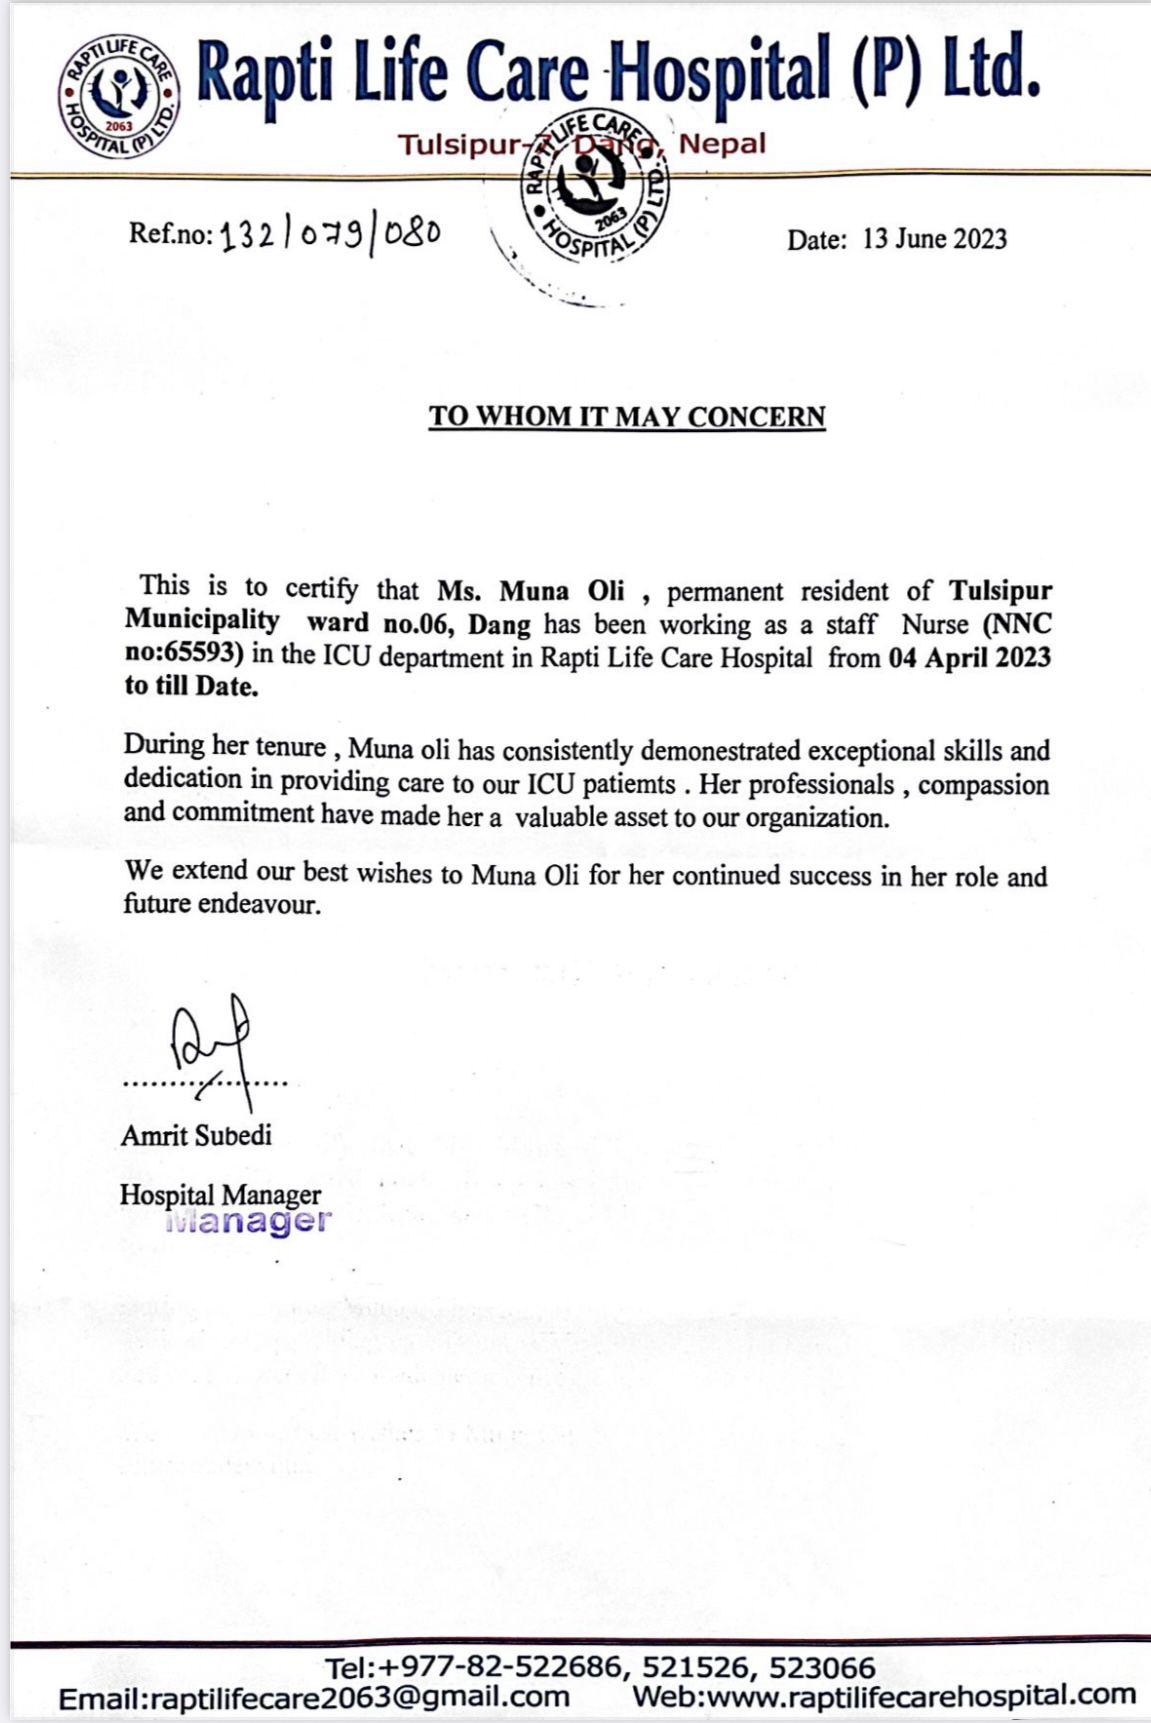 RAPTI LIFE CARE HOSPITAL (P) LTD. 2063
Rapti Life Care Hospital (P) Ltd.
Tulsipur-7, Dang, Nepal
RAPTI LIFE CARE HOSPITAL (P) LTD. 2063
Ref.no: 132/079/080
Date: 13 June 2023
TO WHOM IT MAY CONCERN
This is to certify that Ms. Muna Oli , permanent resident of Tulsipur
Municipality ward no.06, Dang has been working as a staff Nurse (NNC
no:65593) in the ICU department in Rapti Life Care Hospital from 04 April 2023
to till Date.
During her tenure , Muna oli has consistently demonestrated exceptional skills and
dedication in providing care to our ICU patiemts . Her professionals , compassion
and commitment have made her a valuable asset to our organization.
We extend our best wishes to Muna Oli for her continued success in her role and
future endeavour.
....................
Amrit Subedi
Hospital Manager
Manager
Tel:+977-82-522686, 521526, 523066
Email:raptilifecare2063@gmail.com Web:www.raptilifecarehospital.com